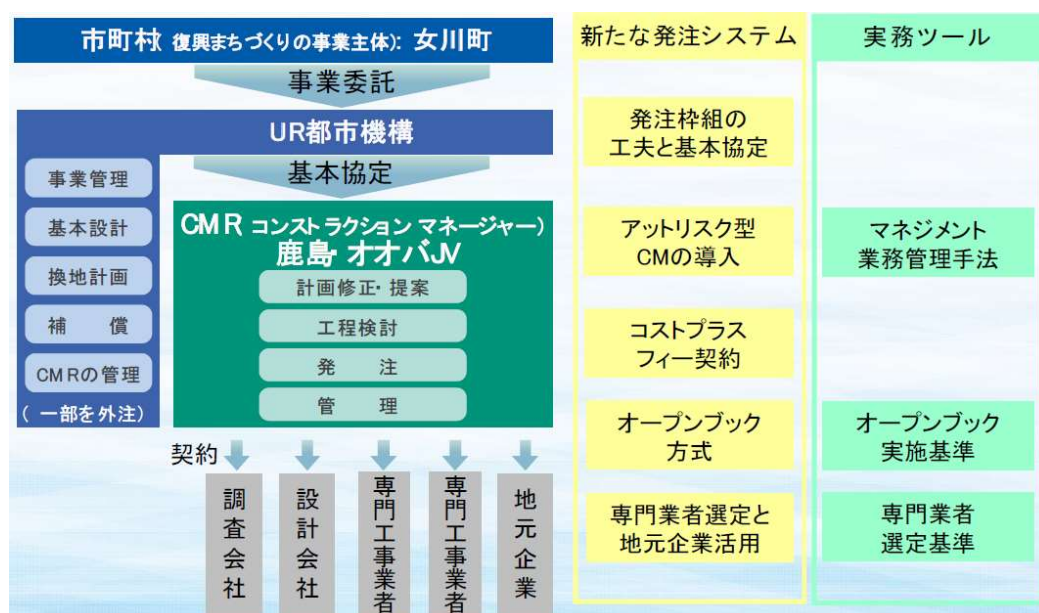 市町村(復興まちづくりの事業主体): 女川町
事業委託
UR都市機構
基本協定
事業管理
基本設計
換地計画
補 償
CMRの管理
(一部を外注)
CMR コンストラクション マネージャー)
鹿島・オオバJV
計画修正・提案
工程検討
発 注
管 理
契約
調査会社
設計会社
専門工事業者
専門工事業者
地元企業
新たな発注システム
発注枠組の
工夫と基本協定
アットリスク型
CMの導入
コストプラス
フィー契約
オープンブック
方式
専門業者選定と
地元企業活用
実務ツール
マネジメント
業務管理手法
オープンブック
実施基準
専門業者
選定基準